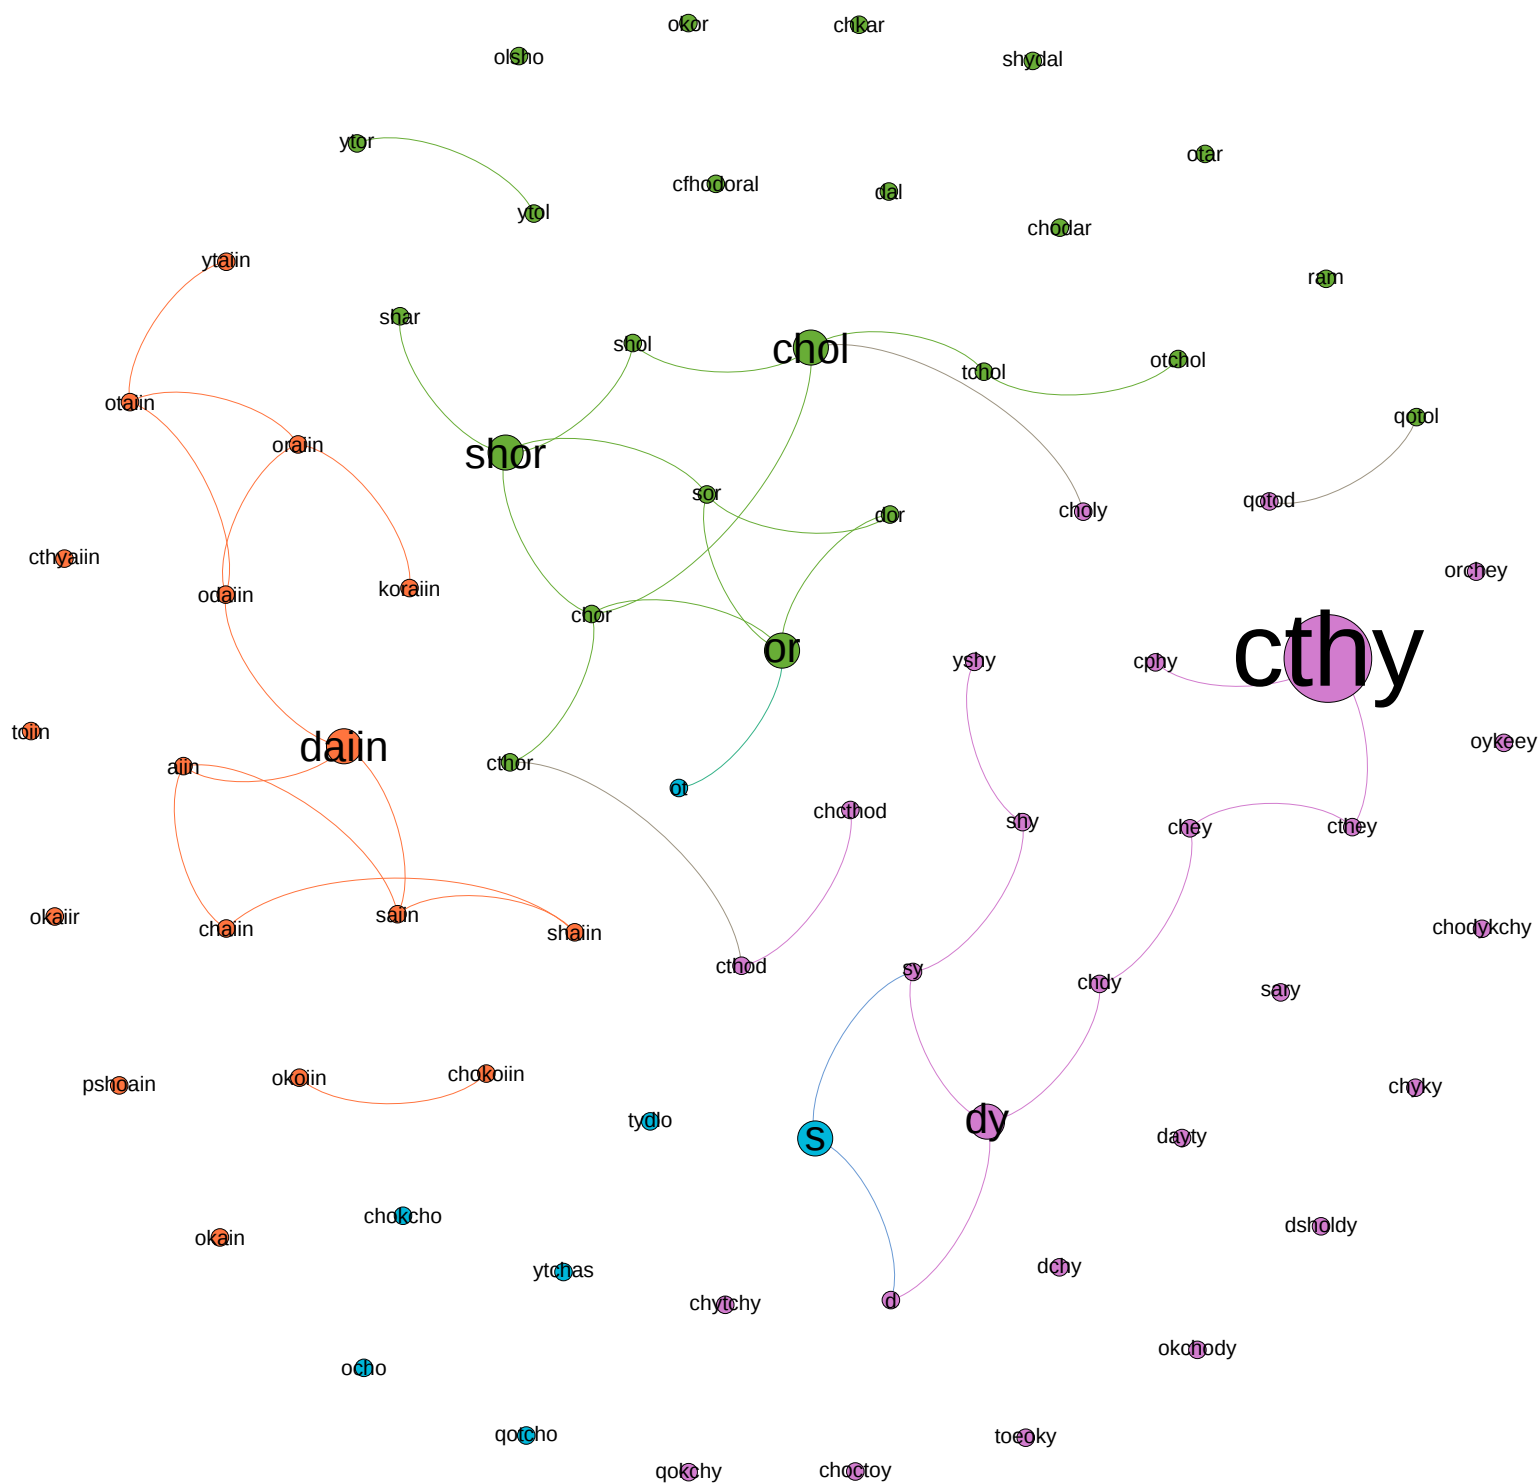 okor
chkar
olsho
shydal
ytor
otar
cfhodoral
dal
ytol
chodar
ytaiin
ram
shar
shol
chol
tchol
otchol
otaiin
qotol
oraiin
shor
sor
qotod
choly
dor
cthyaiin
orchey
odaiin
koraiin
chor
or
yshy
cphy
cthy
toiin
daiin
oykeey
aiin
cthor
ot
chcthod
shy
chey
cthey
okaiir
chaiin
saiin
shaiin
chodykchy
cthod
sy
chdy
sary
pshoaiin
okoiin
chokoiin
chyky
tydlo
s
dy
dayty
chokcho
okain
dsholdy
ytchas
dchy
chytchy
d
okchody
ocho
qotcho
toeoky
qokchy
choctoy